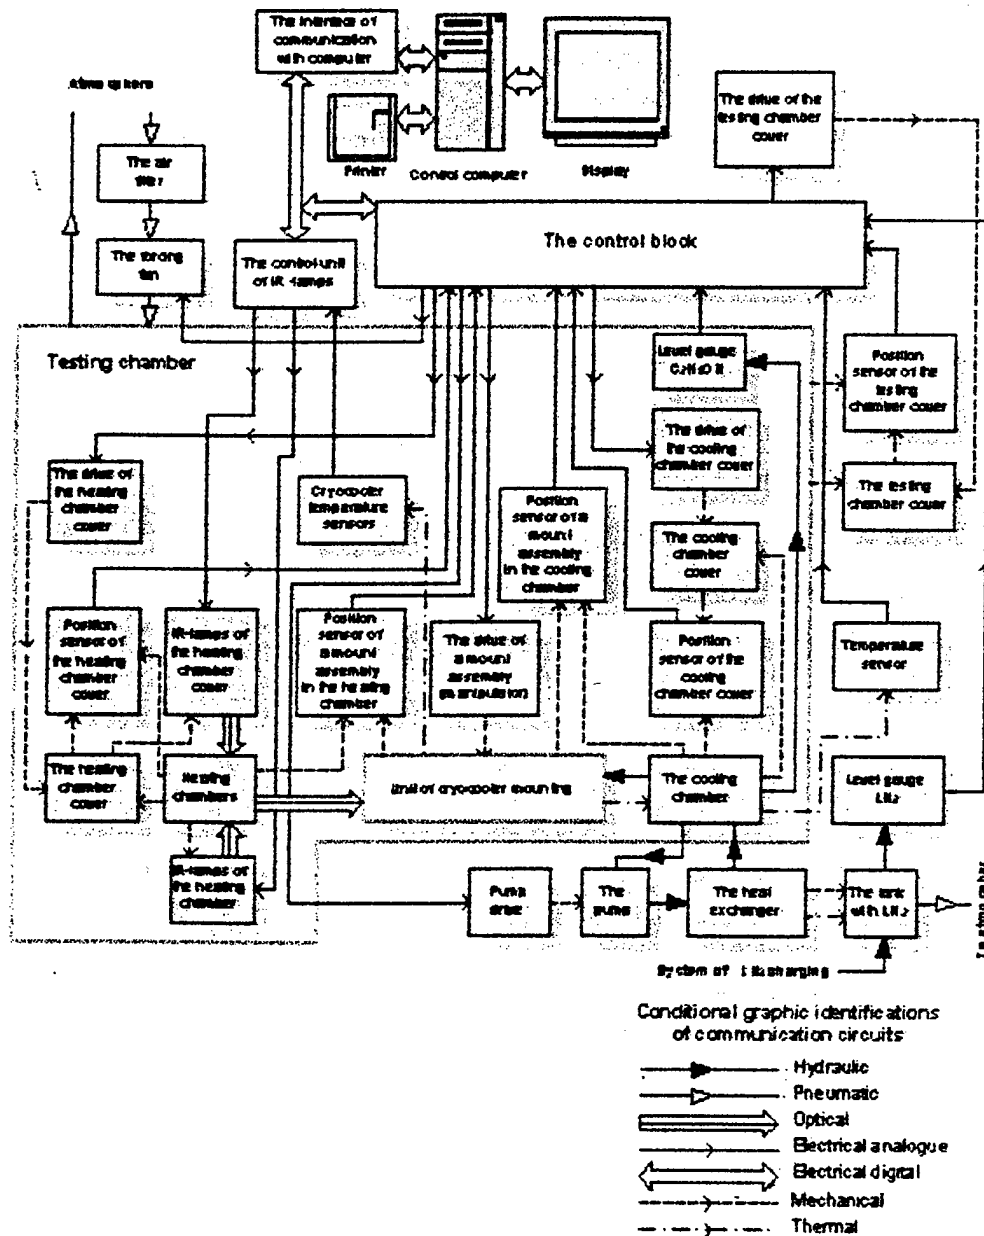 The interface of
communication
with computer
Atmosphere
The drive of the
testing chamber
cover
The air
filter
Printer
Control computer
Display
The control block
The strong
fan
The control unit
of IR-lamps
Testing chamber
Level gauge
C2H5OH
Position
sensor of the
testing
chamber cover
The drive of
the heating
chamber
cover
Cryocooler
temperature
sensors
Position
sensor of a
mount
assembly
in the cooling
chamber
The drive of
the cooling
chamber cover
The testing
chamber cover
The cooling
chamber
cover
Position
sensor of
the heating
chamber
cover
IR-lamps of
the heating
chamber
cover
Position
sensor of a
mount
assembly
in the heating
chamber
The drive of
a mount
assembly
(manipulation)
Position
sensor of the
cooling
chamber cover
Temperature
sensor
The heating
chamber
cover
Heating
chambers
Unit of cryocooler mounting
The cooling
chamber
Level gauge
LN2
IR-lamps of
the heating
chamber
Pump
drive
The
pump
The heat
exchanger
The tank
with LN2
To atmosphere
System of LN2 charging
Conditional graphic identifications
of communication circuits
Hydraulic
Pneumatic
Optical
Electrical analogue
Electrical digital
Mechanical
Thermal